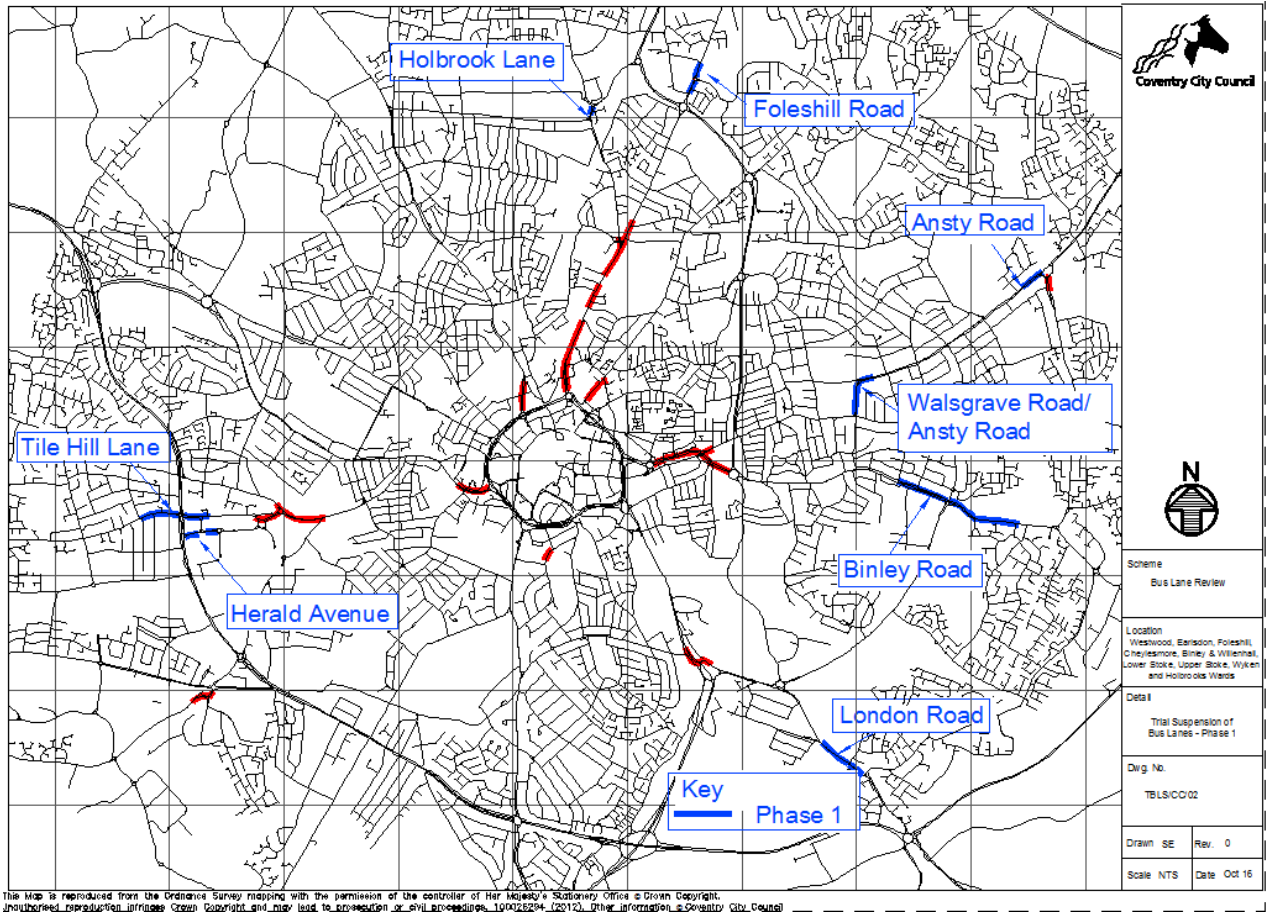 Holbrook Lane
Foleshill Road
Ansty Road
Walsgrave Road/
Ansty Road
Tile Hill Lane
Binley Road
Herald Avenue
London Road
Key
Phase 1
Coventry City Council
N
Scheme
Bus Lane Review
Location
Westwood, Earlsdon, Foleshill,
Cheylesmore, Binley & Willenhall,
Lower Stoke, Upper Stoke, Wyken
and Holbrooks Wards
Detail
Trial Suspension of
Bus Lanes - Phase 1
Dwg. No.
TBLS/CC/02
Drawn SE
Rev. 0
Scale NTS
Date Oct 16
This Map is reproduced from the Ordnance Survey mapping with the permission of the controller of Her Majesty's Stationery Office © Crown Copyright.
Unauthorised reproduction infringes Crown Copyright and may lead to prosecution or civil proceedings. 100026294 (2012). Other information © Coventry City Council